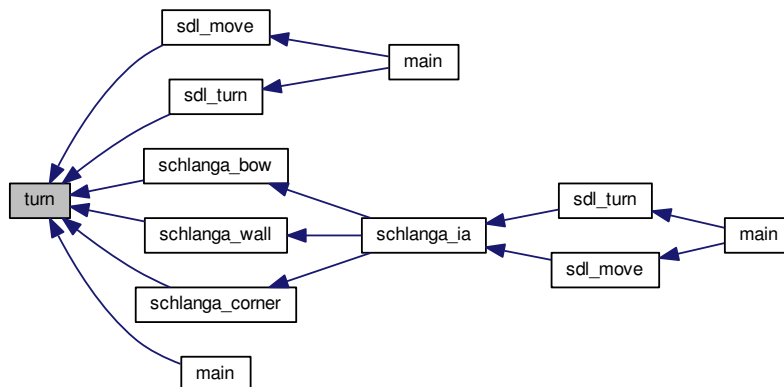 sdl_move
main
sdl_turn
schlanga_bow
turn
sdl_turn
schlanga_wall
schlanga_ia
main
sdl_move
schlanga_corner
main